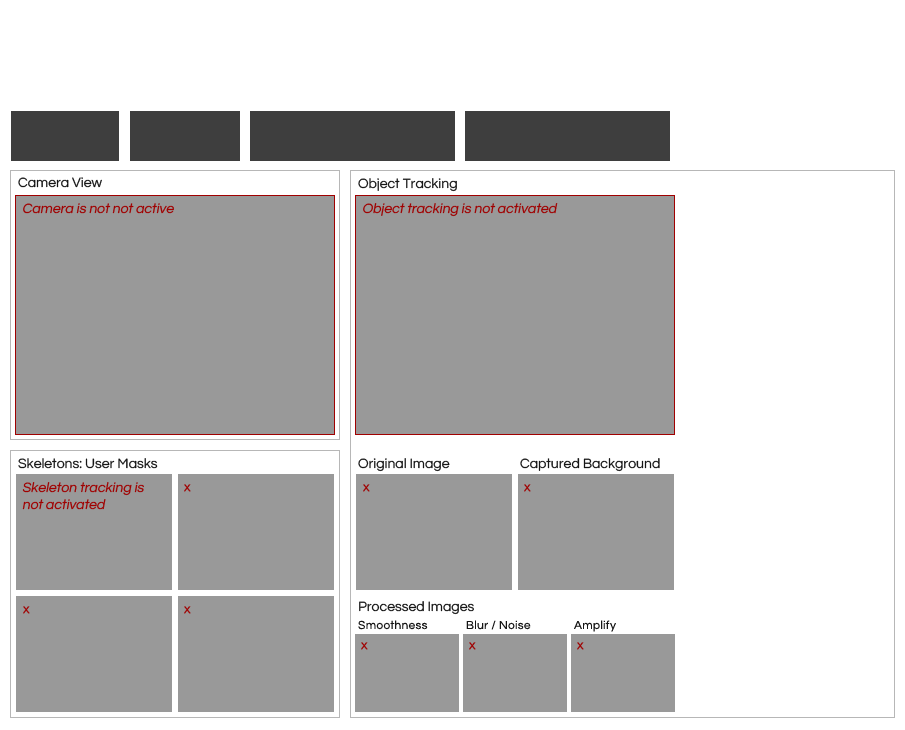 Camera View
Camera is not not active
Object Tracking
Object tracking is not activated
Skeletons: User Masks
Skeleton tracking is
not activated
x
x
x
Original Image
Captured Background
x
x
Processed Images
Smoothness
Blur / Noise
Amplify
x
x
x